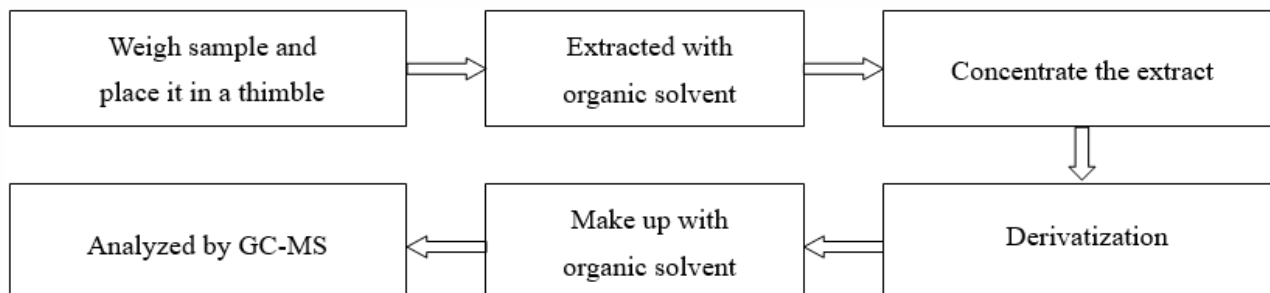 Weigh sample and
place it in a thimble
Extracted with
organic solvent
Concentrate the extract
Derivatization
Make up with
organic solvent
Analyzed by GC-MS